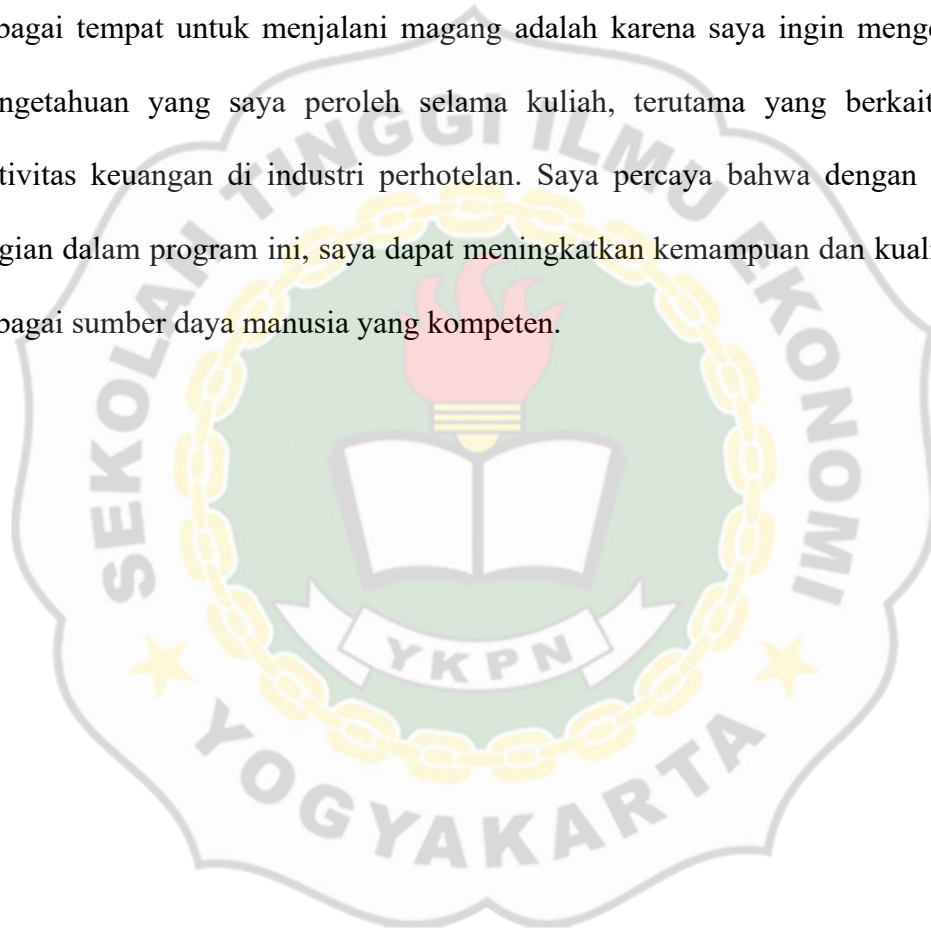 bagai tempat untuk menjalani magang adalah karena saya ingin meng
ngetahuan yang saya peroleh selama kuliah, terutama yang berkait
tivitas keuangan di industri perhotelan. Saya percaya bahwa dengan
gian dalam program ini, saya dapat meningkatkan kemampuan dan kuali
bagai sumber daya manusia yang kompeten.
SEKOLAH TINGGI ILMU EKONOMI
YKPN
YOGYAKARTA